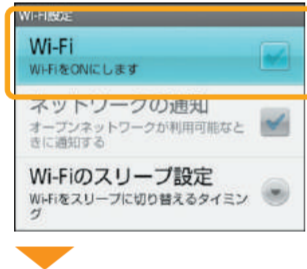 Wi-Fi設定
Wi-Fi
Wi-FiをONにします
ネットワークの通知
オープンネットワークが利用可能なと
きに通知する
Wi-Fiのスリープ設定
Wi-Fiをスリープに切り替えるタイミン
グ